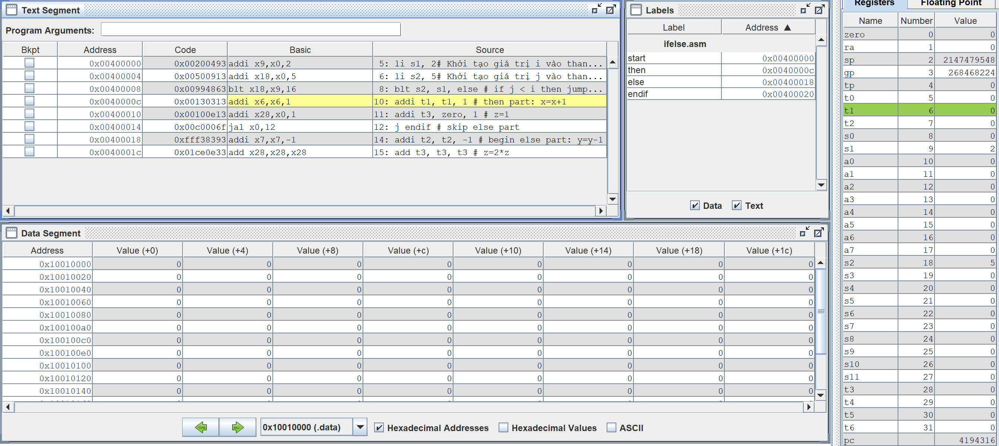 Text Segment
Program Arguments:
Bkpt Address Code Basic Source
0x00400000 0x00200493 addi x9,x0,2 5: li s1, 2# Khởi tạo giá trị i vào than...
0x00400004 0x00500913 addi x18,x0,5 6: li s2, 5# Khởi tạo giá trị j vào than...
0x00400008 0x00994863 blt x18,x9,16 8: blt s2, s1, else # if j < i then jump...
0x0040000c 0x00130313 addi x6,x6,1 10: addi t1, t1, 1 # then part: x=x+1
0x00400010 0x00100e13 addi x28,x0,1 11: addi t3, zero, 1 # z=1
0x00400014 0x00c0006f jal x0,12 12: j endif # skip else part
0x00400018 0xfff38393 addi x7,x7,-1 14: addi t2, t2, -1 # begin else part: y=y-1
0x0040001c 0x01ce0e33 add x28,x28,x28 15: add t3, t3, t3 # z=2*z
Labels
Label Address ▲
ifelse.asm
start 0x00400000
then 0x0040000c
else 0x00400018
endif 0x00400020
Data Text
Data Segment
Address Value (+0) Value (+4) Value (+8) Value (+c) Value (+10) Value (+14) Value (+18) Value (+1c)
0x10010000 0 0 0 0 0 0 0 0
0x10010020 0 0 0 0 0 0 0 0
0x10010040 0 0 0 0 0 0 0 0
0x10010060 0 0 0 0 0 0 0 0
0x10010080 0 0 0 0 0 0 0 0
0x100100a0 0 0 0 0 0 0 0 0
0x100100c0 0 0 0 0 0 0 0 0
0x100100e0 0 0 0 0 0 0 0 0
0x10010100 0 0 0 0 0 0 0 0
0x10010120 0 0 0 0 0 0 0 0
0x10010140 0 0 0 0 0 0 0 0
0x10010000 (.data) Hexadecimal Addresses Hexadecimal Values ASCII
Registers Floating Point
Name Number Value
zero 0 0
ra 1 0
sp 2 2147479548
gp 3 268468224
tp 4 0
t0 5 0
t1 6 0
t2 7 0
s0 8 0
s1 9 2
a0 10 0
a1 11 0
a2 12 0
a3 13 0
a4 14 0
a5 15 0
a6 16 0
a7 17 0
s2 18 5
s3 19 0
s4 20 0
s5 21 0
s6 22 0
s7 23 0
s8 24 0
s9 25 0
s10 26 0
s11 27 0
t3 28 0
t4 29 0
t5 30 0
t6 31 0
pc 4194316